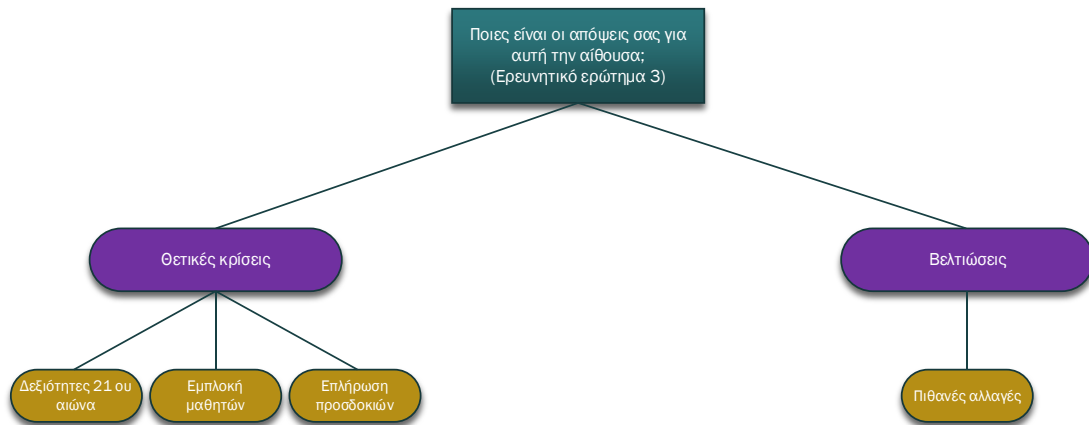 Ποιες είναι οι απόψεις σας για
αυτή την αίθουσα;
(Ερευνητικό ερώτημα 3)
Θετικές κρίσεις
Βελτιώσεις
Δεξιότητες 21 ου
αιώνα
Εμπλοκή
μαθητών
Επλήρωση
προσδοκιών
Πιθανές αλλαγές